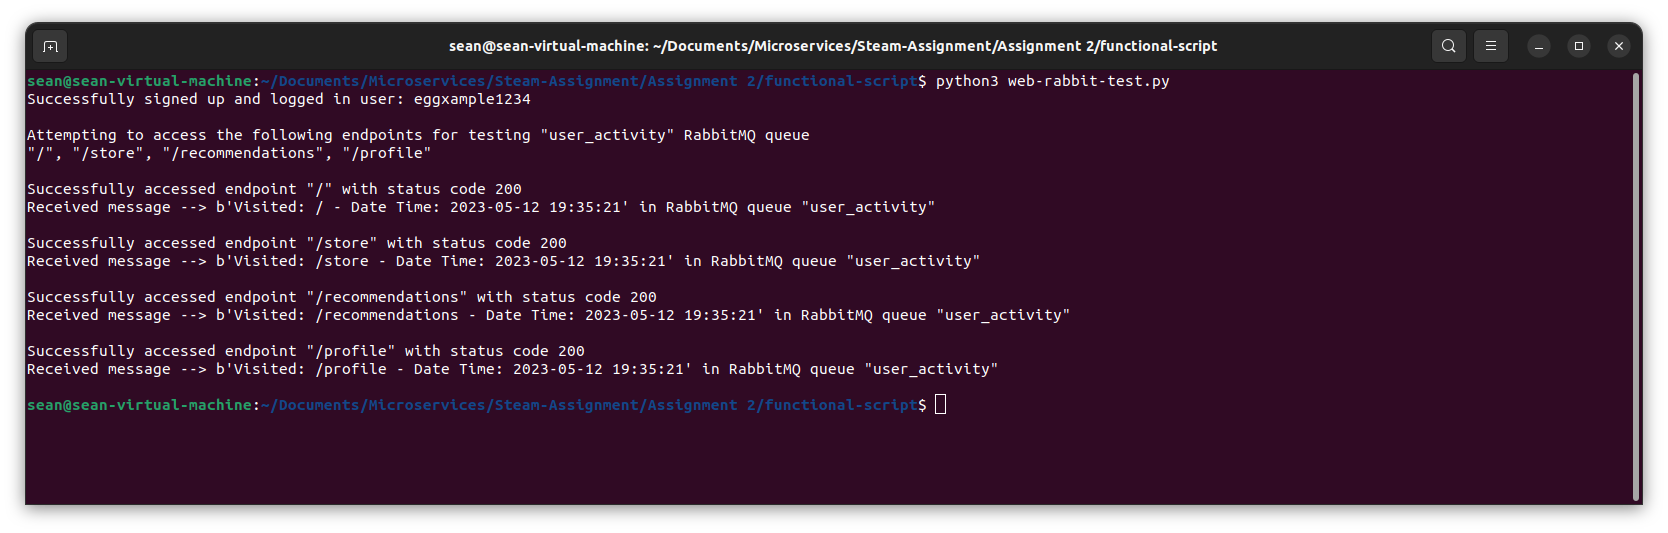 sean@sean-virtual-machine: ~/Documents/Microservices/Steam-Assignment/Assignment 2/functional-script
sean@sean-virtual-machine:~/Documents/Microservices/Steam-Assignment/Assignment 2/functional-script$ python3 web-rabbit-test.py
Successfully signed up and logged in user: eggxample1234
Attempting to access the following endpoints for testing "user_activity" RabbitMQ queue
"/", "/store", "/recommendations", "/profile"
Successfully accessed endpoint "/" with status code 200
Received message --> b'Visited: / - Date Time: 2023-05-12 19:35:21' in RabbitMQ queue "user_activity"
Successfully accessed endpoint "/store" with status code 200
Received message --> b'Visited: /store - Date Time: 2023-05-12 19:35:21' in RabbitMQ queue "user_activity"
Successfully accessed endpoint "/recommendations" with status code 200
Received message --> b'Visited: /recommendations - Date Time: 2023-05-12 19:35:21' in RabbitMQ queue "user_activity"
Successfully accessed endpoint "/profile" with status code 200
Received message --> b'Visited: /profile - Date Time: 2023-05-12 19:35:21' in RabbitMQ queue "user_activity"
sean@sean-virtual-machine:~/Documents/Microservices/Steam-Assignment/Assignment 2/functional-script$